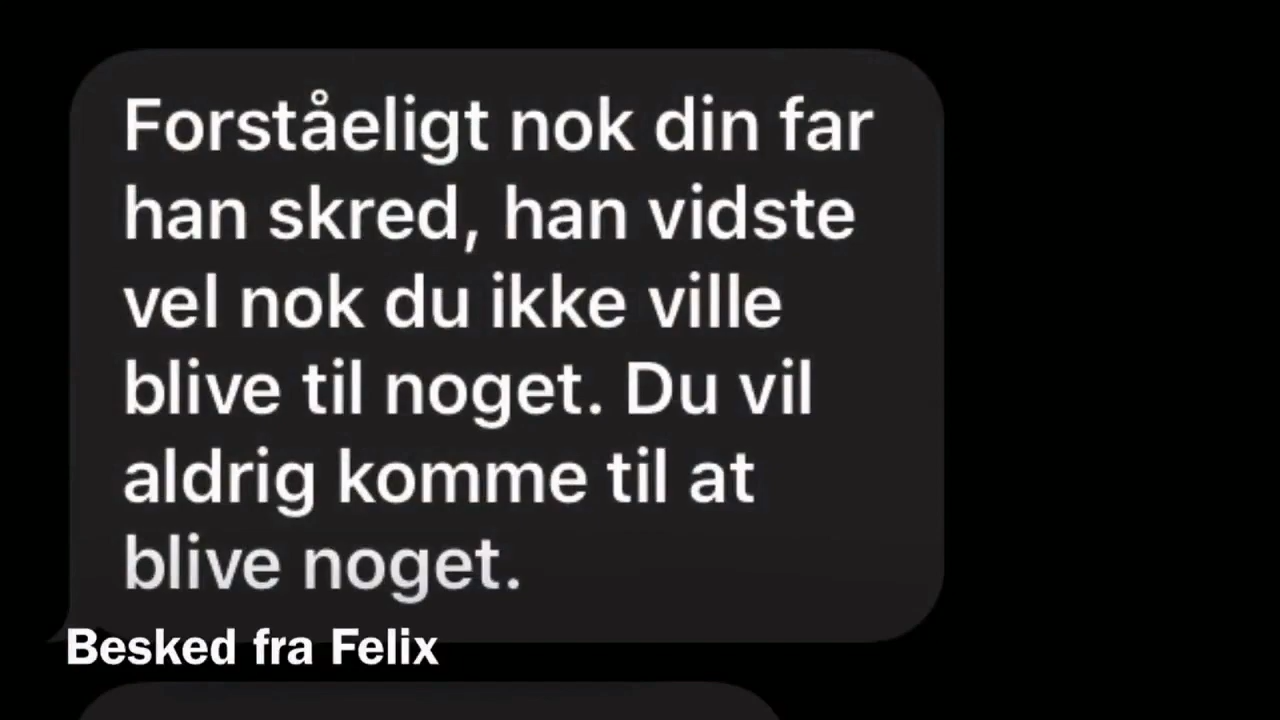 Forståeligt nok din far
han skred, han vidste
vel nok du ikke ville
blive til noget. Du vil
aldrig komme til at
blive noget.
Besked fra Felix